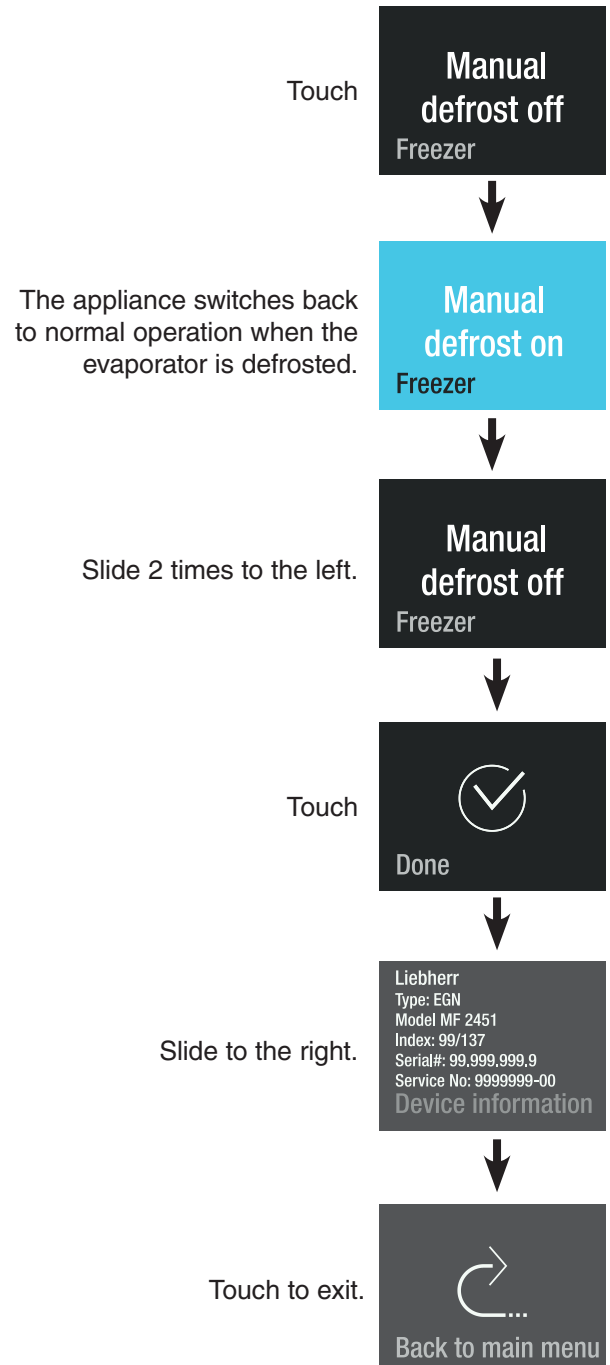 Touch
Manual
defrost off
Freezer
The appliance switches back
to normal operation when the
evaporator is defrosted.
Manual
defrost on
Freezer
Slide 2 times to the left.
Manual
defrost off
Freezer
Touch
Done
Slide to the right.
Liebherr
Type: EGN
Model MF 2451
Index: 99/137
Serial#: 99.999.999.9
Service No: 9999999-00
Device information
Touch to exit.
Back to main menu